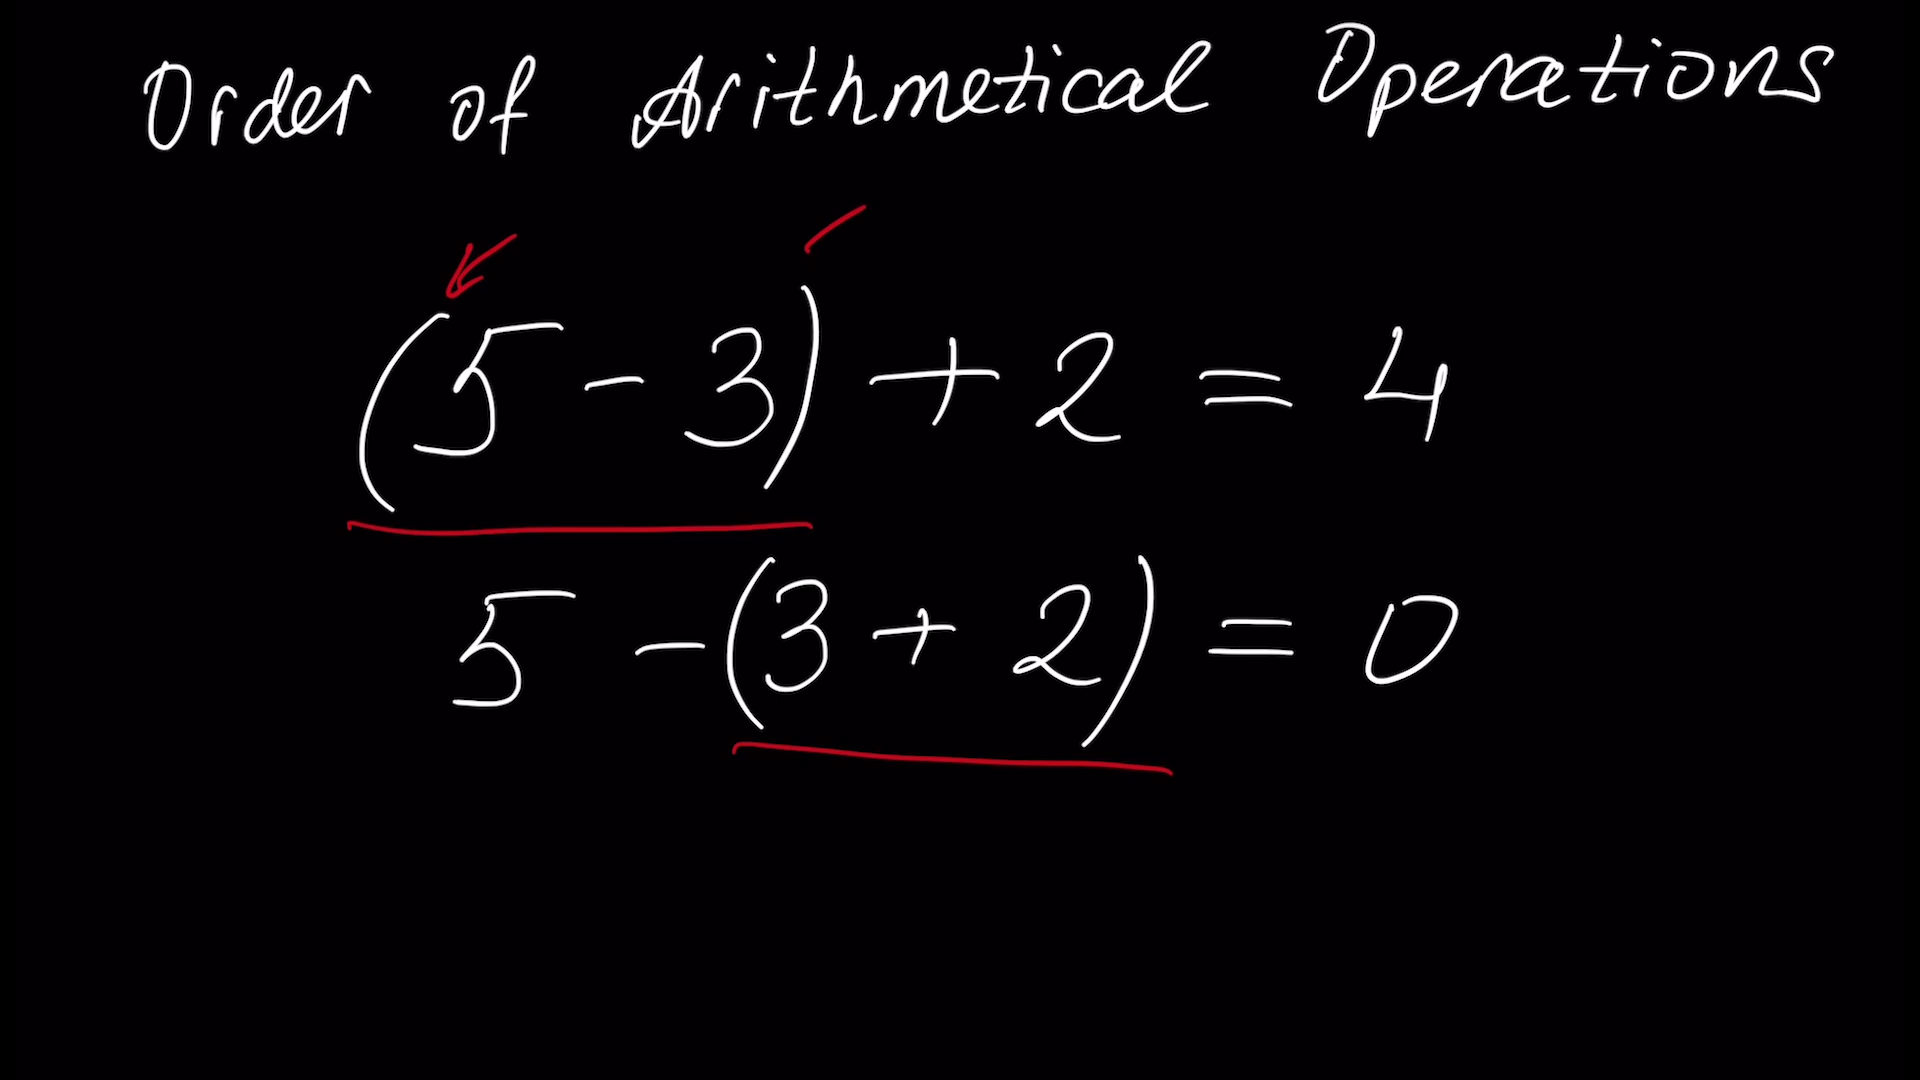 Order of Arithmetical Operations
(5 - 3) + 2 = 4
5 - (3 + 2) = 0